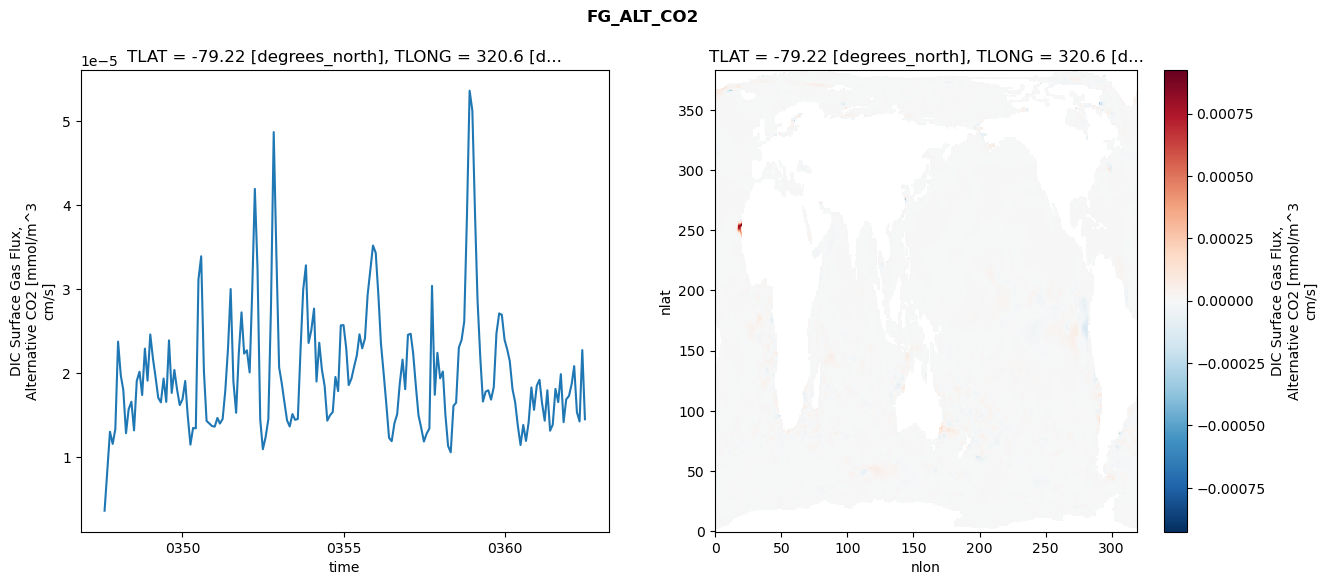 FG_ALT_CO2
TLAT = -79.22 [degrees_north], TLONG = 320.6 [d...
1e−5
DIC Surface Gas Flux,
Alternative CO2 [mmol/m^3
cm/s]
5
4
3
2
1
0350
0355
0360
time
TLAT = -79.22 [degrees_north], TLONG = 320.6 [d...
nlat
350
300
250
200
150
100
50
0
0
50
100
150
200
250
300
nlon
0.00075
0.00050
0.00025
0.00000
−0.00025
−0.00050
−0.00075
DIC Surface Gas Flux,
Alternative CO2 [mmol/m^3
cm/s]